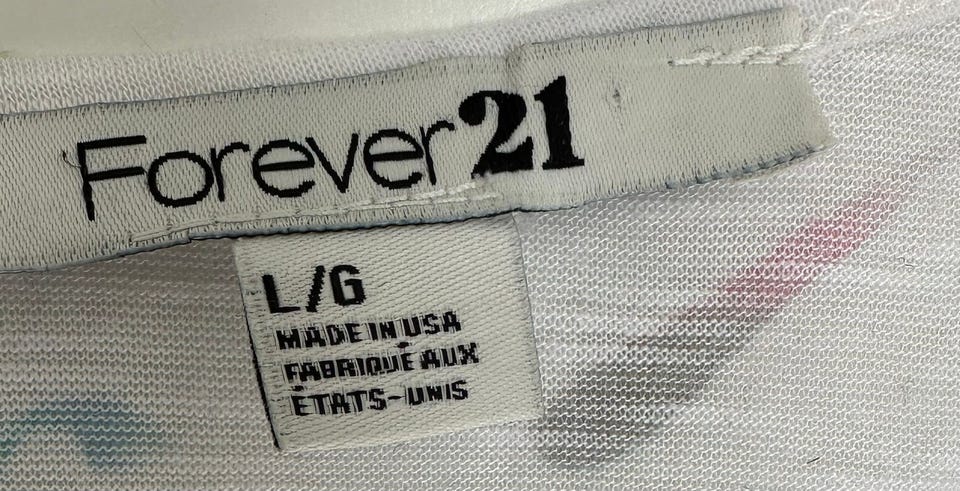 Forever21
L/G
MADE IN USA
FABRIQUÉ AUX
ÉTATS-UNIS